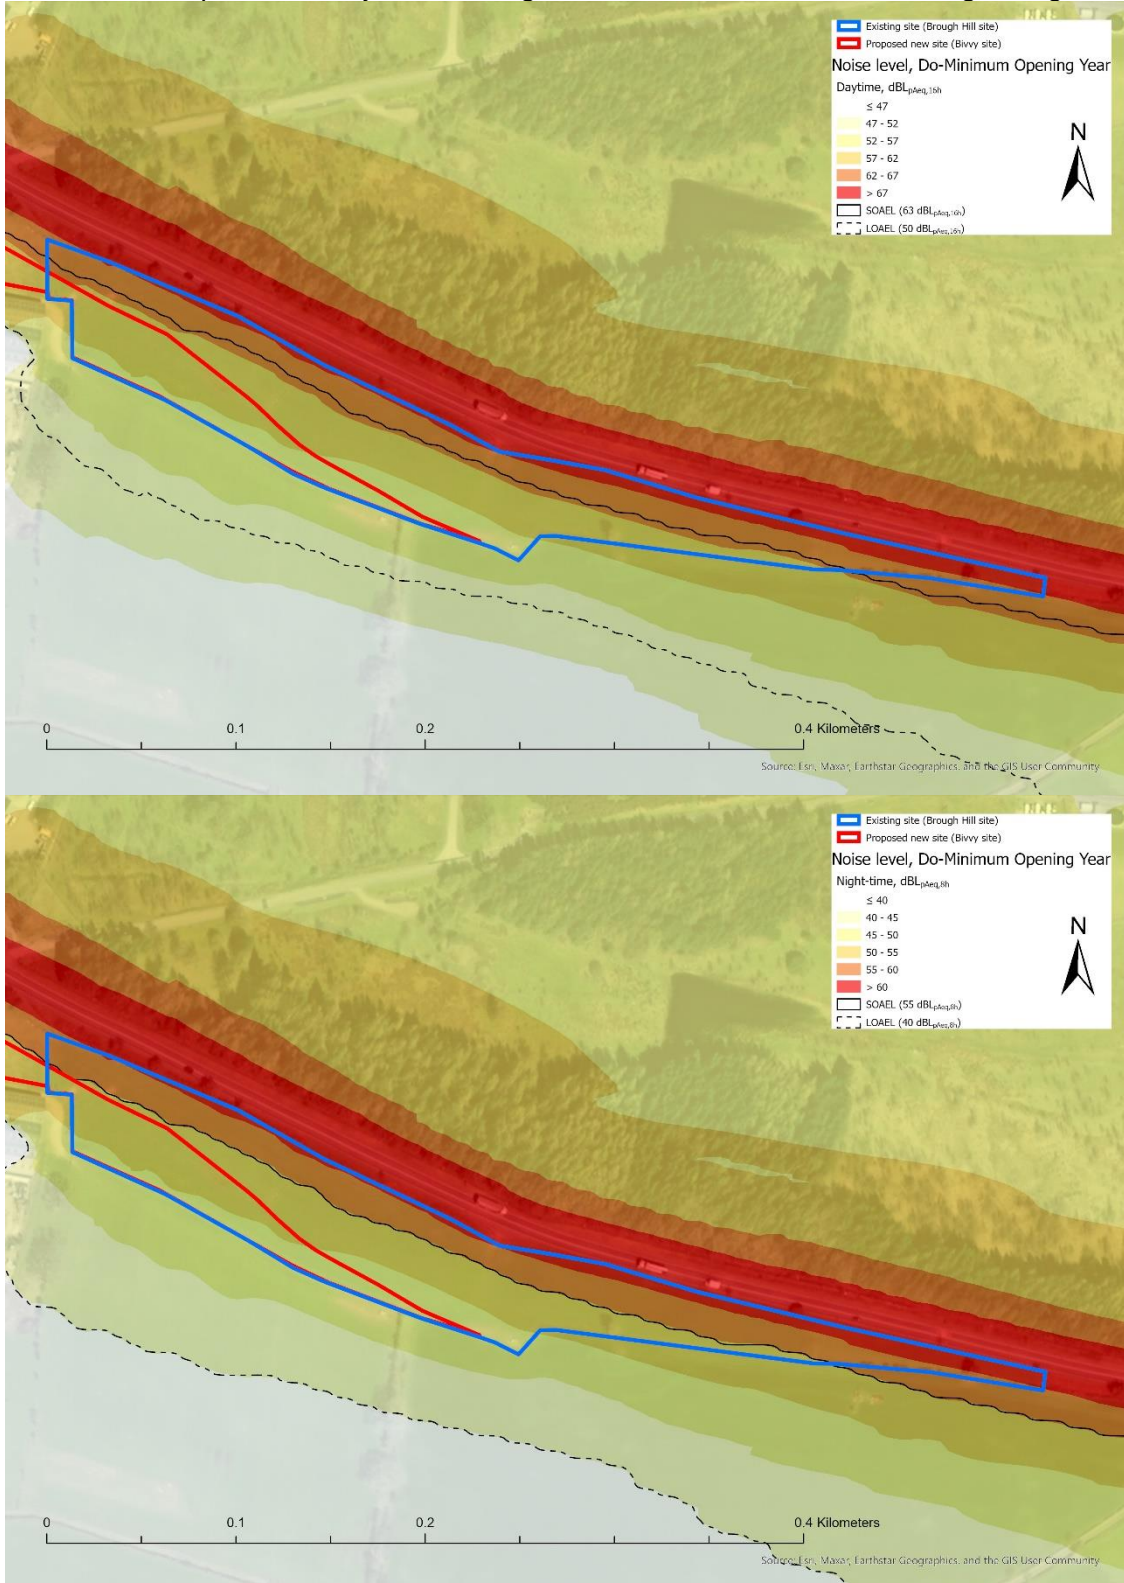 Existing site (Brough Hill site)
Proposed new site (Bivvy site)
Noise level, Do-Minimum Opening Year
Daytime, dBLpAeq,16h
≤ 47
47 - 52
52 - 57
57 - 62
62 - 67
> 67
SOAEL (63 dBLpAeq,16h)
LOAEL (50 dBLpAeq,16h)
N
0 0.1 0.2 0.4 Kilometers
Source: Esri, Maxar, Earthstar Geographics, and the GIS User Community
Existing site (Brough Hill site)
Proposed new site (Bivvy site)
Noise level, Do-Minimum Opening Year
Night-time, dBLpAeq,8h
≤ 40
40 - 45
45 - 50
50 - 55
55 - 60
> 60
SOAEL (55 dBLpAeq,8h)
LOAEL (40 dBLpAeq,8h)
N
0 0.1 0.2 0.4 Kilometers
Source: Esri, Maxar, Earthstar Geographics, and the GIS User Community